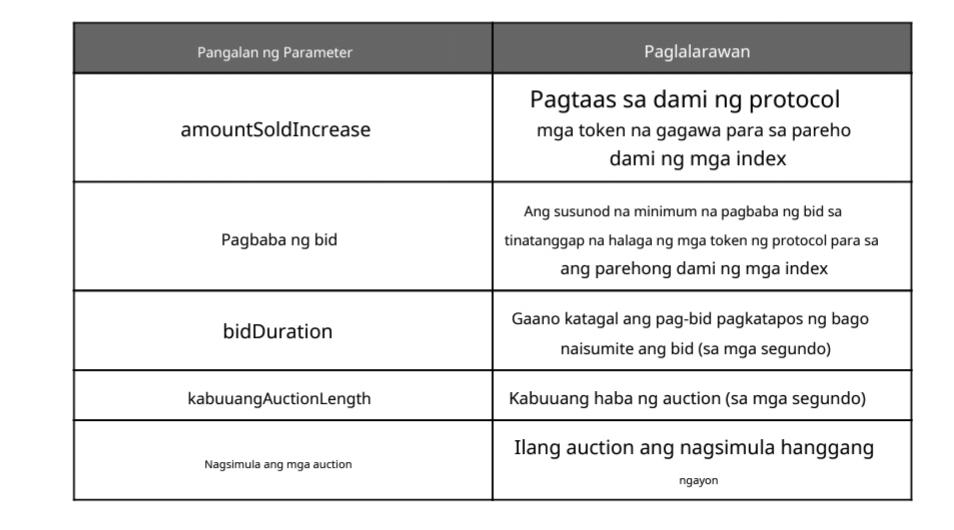 Pangalan ng Parameter
Paglalarawan
amountSoldIncrease
Pagtaas sa dami ng protocol
mga token na gagawa para sa pareho
dami ng mga index
Pagbaba ng bid
Ang susunod na minimum na pagbaba ng bid sa
tinatanggap na halaga ng mga token ng protocol para sa
ang parehong dami ng mga index
bidDuration
Gaano katagal ang pag-bid pagkatapos ng bago
naisumite ang bid (sa mga segundo)
kabuuangAuctionLength
Kabuuang haba ng auction (sa mga segundo)
Nagsimula ang mga auction
Ilang auction ang nagsimula hanggang
ngayon